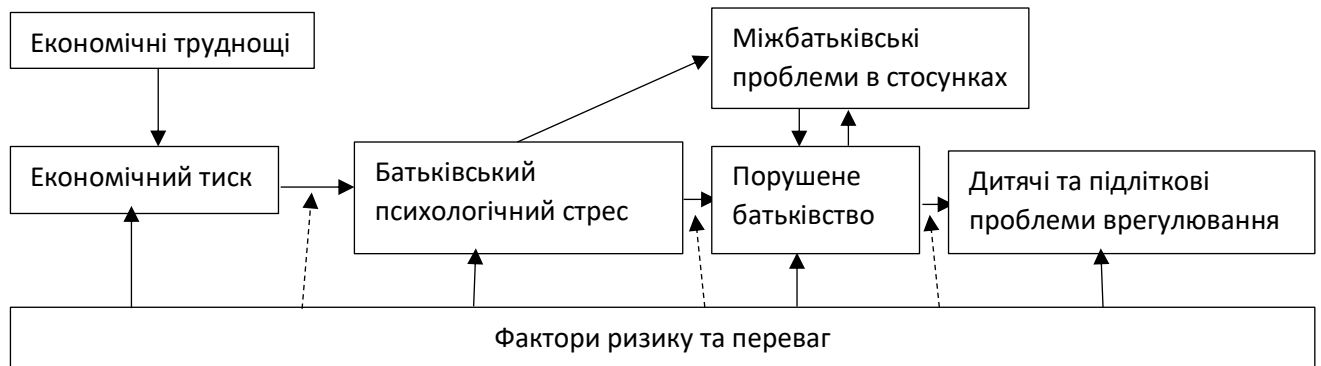 Економічні труднощі
Міжбатьківські
проблеми в стосунках
Економічний тиск
Батьківський
психологічний стрес
Порушене
батьківство
Дитячі та підліткові
проблеми врегулювання
Фактори ризику та переваг